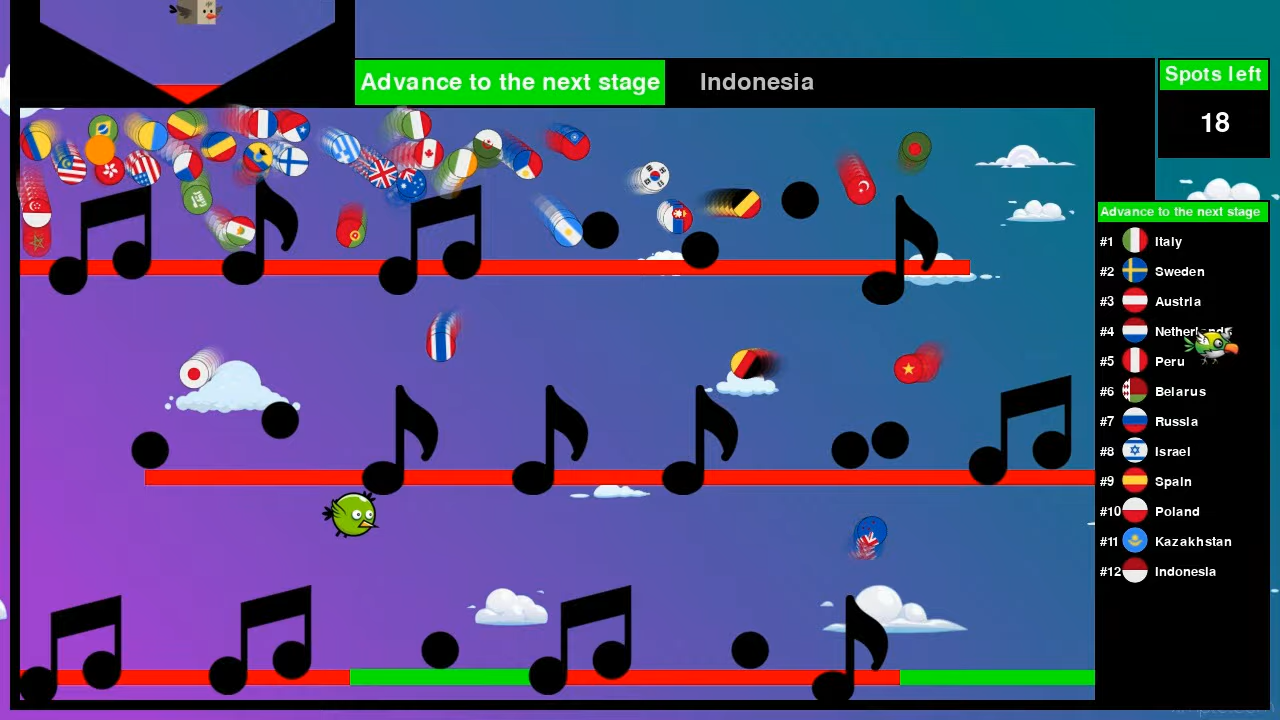 Advance to the next stage
Indonesia
Spots left
18
Advance to the next stage
#1 Italy
#2 Sweden
#3 Austria
#4 Netherlands
#5 Peru
#6 Belarus
#7 Russia
#8 Israel
#9 Spain
#10 Poland
#11 Kazakhstan
#12 Indonesia